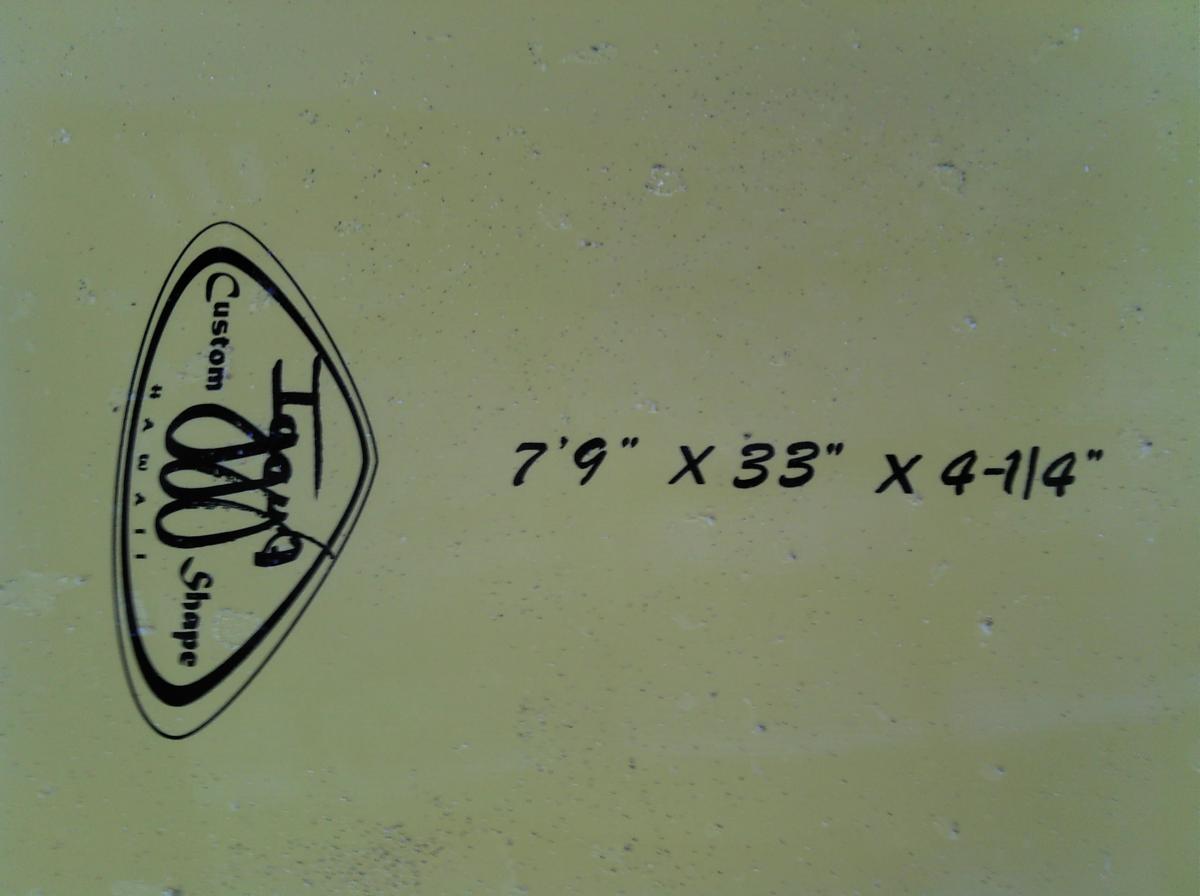 Custom Shape
HAWAII
7'9" X 33" X 4-1/4"